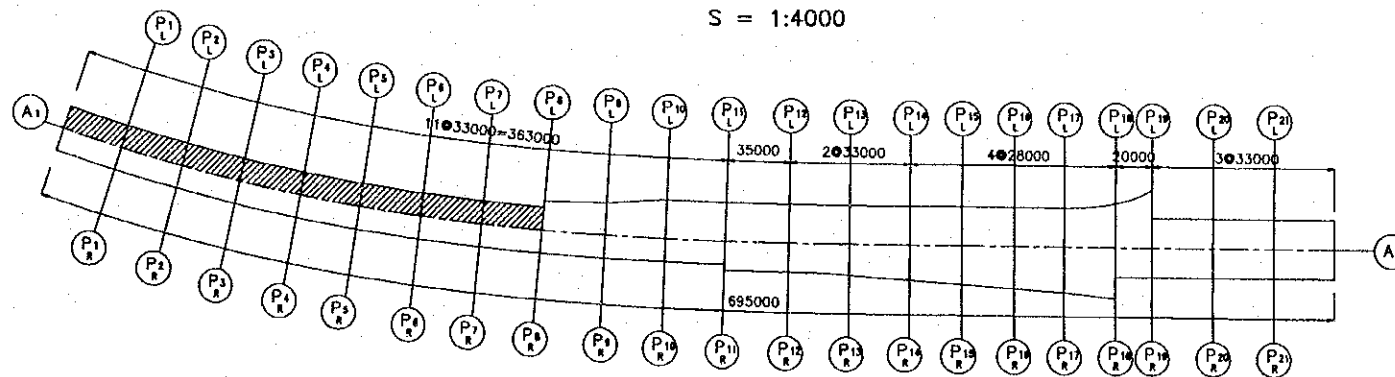 S = 1:4000
P1 L
P2 L
P3 L
P4 L
P5 L
P6 L
P7 L
P8 L
P9 L
P10 L
P11 L
P12 L
P13 L
P14 L
P15 L
P16 L
P17 L
P18 L
P19 L
P20 L
P21 L
A1
11@33000=363000
35000
2@33000
4@28000
20000
3@33000
A
695000
P1 R
P2 R
P3 R
P4 R
P5 R
P6 R
P7 R
P8 R
P9 R
P10 R
P11 R
P12 R
P13 R
P14 R
P15 R
P16 R
P17 R
P18 R
P19 R
P20 R
P21 R